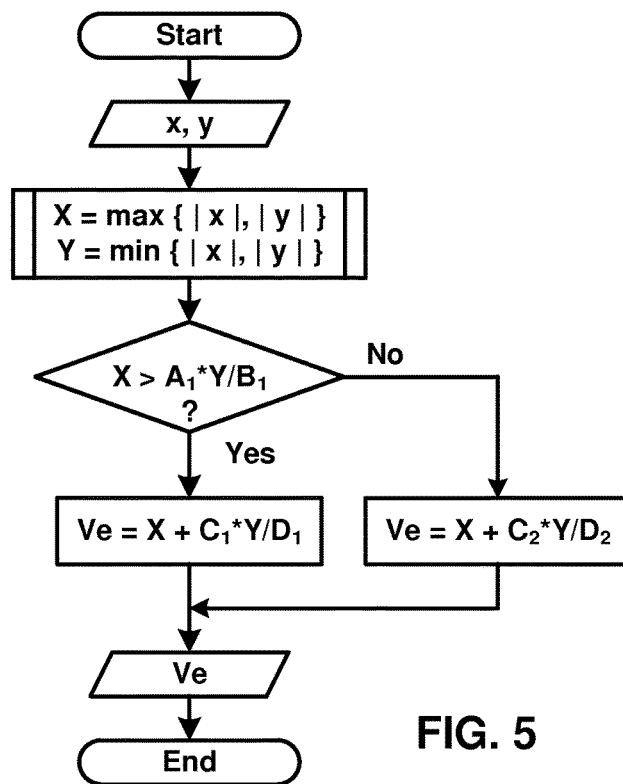 Start
x, y
X = max { | x |, | y | }
Y = min { | x |, | y | }
X > A₁*Y/B₁
?
No
Yes
Ve = X + C₁*Y/D₁
Ve = X + C₂*Y/D₂
Ve
End
FIG. 5